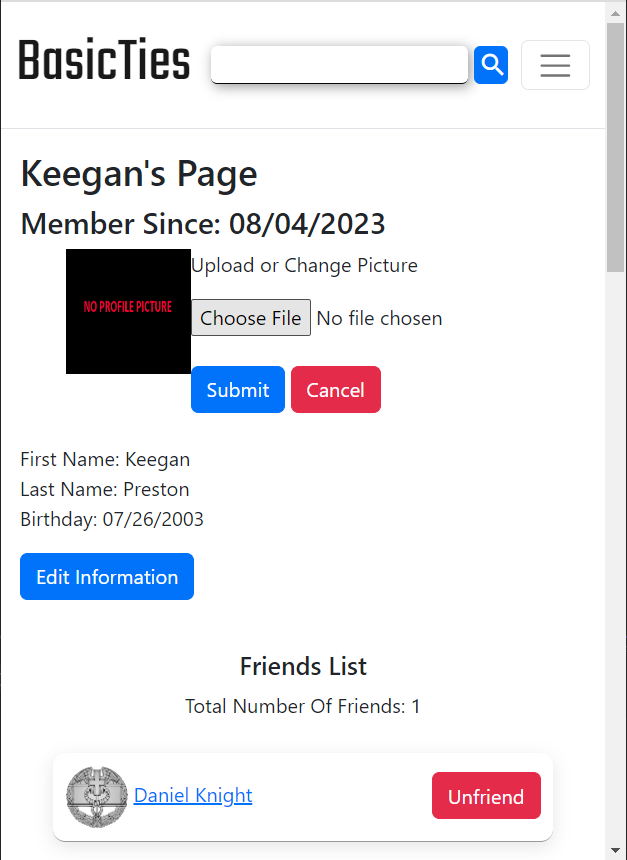 BasicTies
Keegan's Page
Member Since: 08/04/2023
NO PROFILE PICTURE
Upload or Change Picture
Choose File No file chosen
Submit Cancel
First Name: Keegan
Last Name: Preston
Birthday: 07/26/2003
Edit Information
Friends List
Total Number Of Friends: 1
Daniel Knight Unfriend